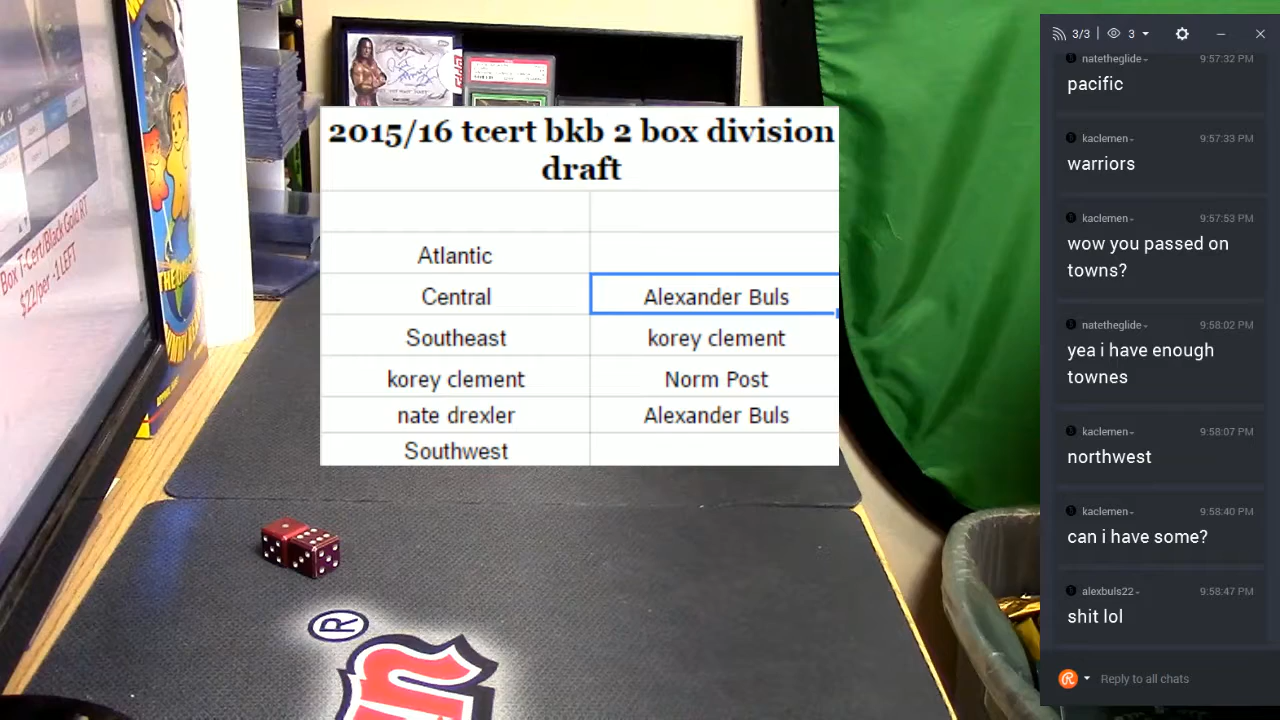 2015/16 tcert bkb 2 box division
draft
Atlantic
Central Alexander Buls
Southeast korey clement
korey clement Norm Post
nate drexler Alexander Buls
Southwest
Box T-Cert/Black Gold RT
$22/per -1 LEFT
®
3/3 3
natetheglide 9:57:32 PM
pacific
kaclemen 9:57:33 PM
warriors
kaclemen 9:57:53 PM
wow you passed on
towns?
natetheglide 9:58:02 PM
yea i have enough
townes
kaclemen 9:58:07 PM
northwest
kaclemen 9:58:40 PM
can i have some?
alexbuls22 9:58:47 PM
shit lol
Reply to all chats